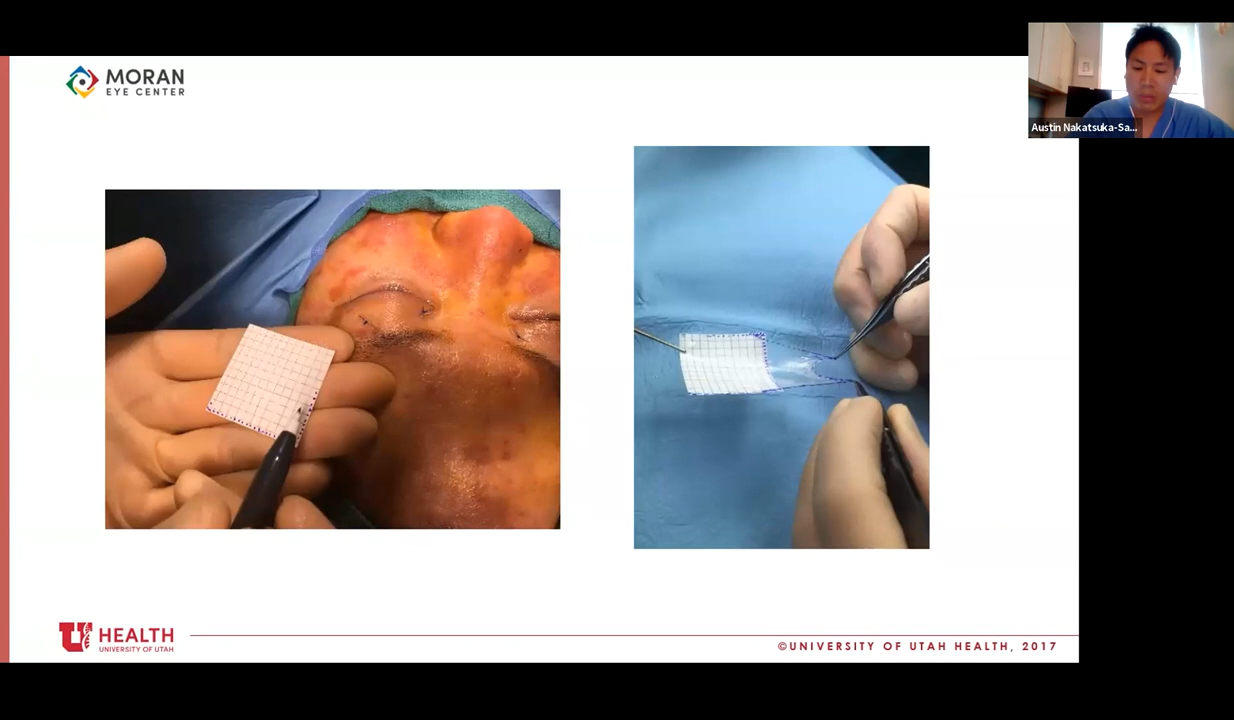 MORAN
EYE CENTER
Austin Nakatsuka-Sa...
HEALTH
UNIVERSITY OF UTAH
©UNIVERSITY OF UTAH HEALTH, 2017